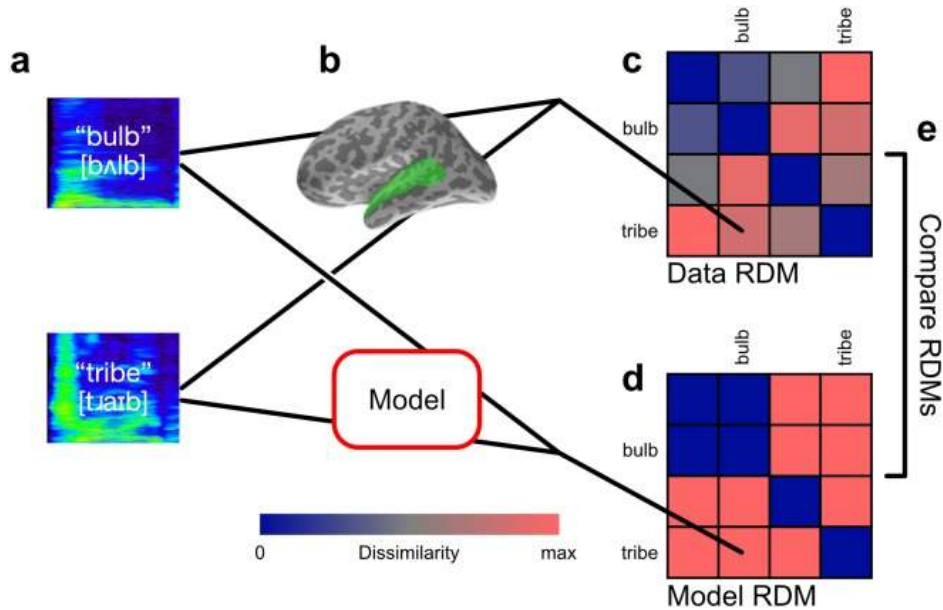 a
"bulb"
[bʌlb]
"tribe"
[tɹaɪb]
b
Model
0
Dissimilarity
max
c
bulb
tribe
bulb
tribe
Data RDM
d
bulb
tribe
bulb
tribe
Model RDM
e
Compare RDMs